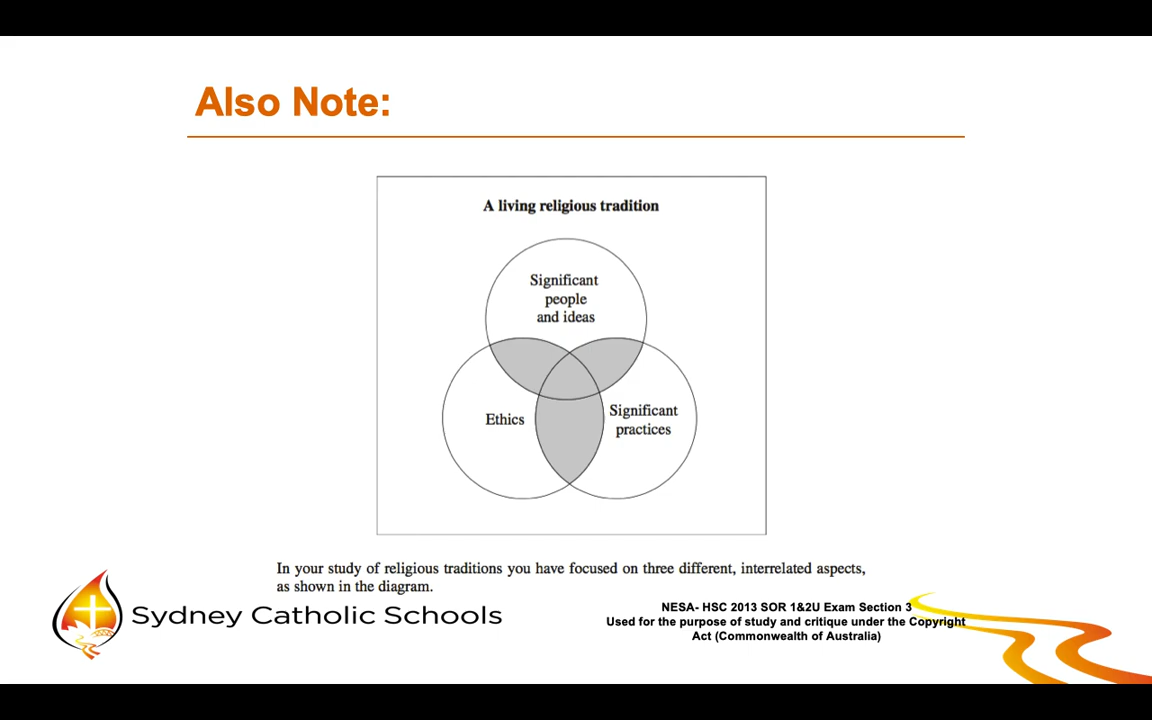 Also Note:
A living religious tradition
Significant
people
and ideas
Ethics
Significant
practices
In your study of religious traditions you have focused on three different, interrelated aspects,
as shown in the diagram.
Sydney Catholic Schools
NESA- HSC 2013 SOR 1&2U Exam Section 3
Used for the purpose of study and critique under the Copyright
Act (Commonwealth of Australia)